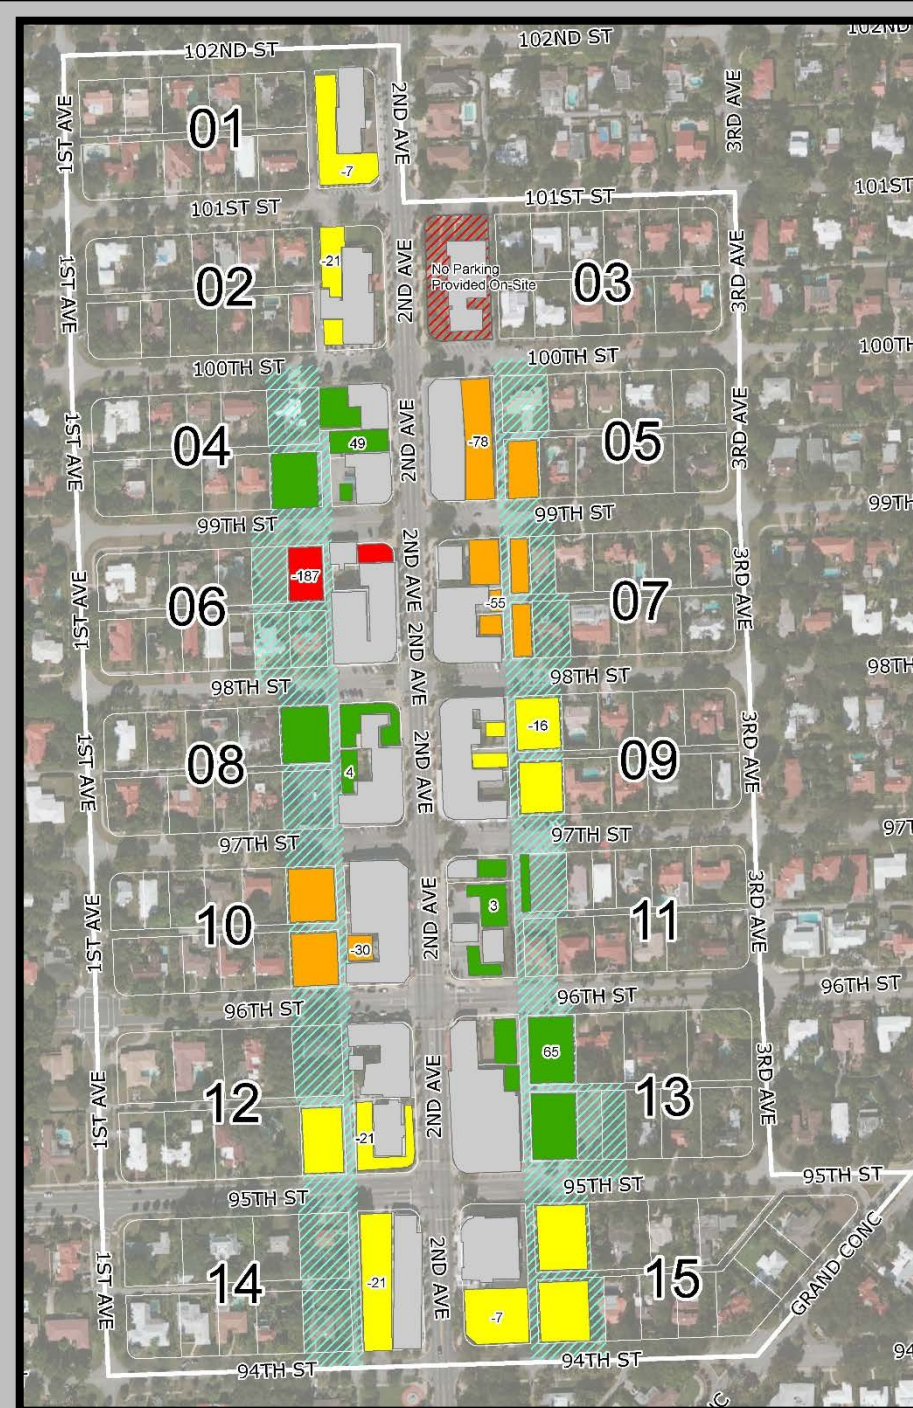 102ND ST
102ND ST
102ND
1ST AVE
01
2ND AVE
3RD AVE
-7
101ST ST
101ST ST
101ST
1ST AVE
02
-21
2ND AVE
No Parking
Provided On-Site
03
3RD AVE
100TH ST
100TH ST
100TH
1ST AVE
04
49
2ND AVE
-78
05
3RD AVE
99TH ST
99TH ST
99TH
1ST AVE
06
-187
2ND AVE
2ND AVE
-55
07
3RD AVE
98TH ST
98TH ST
98TH
1ST AVE
08
4
2ND AVE
-16
09
3RD AVE
97TH ST
97TH ST
97T
1ST AVE
10
-30
2ND AVE
3
11
3RD AVE
96TH ST
96TH ST
96TH ST
1ST AVE
12
-21
2ND AVE
65
13
3RD AVE
95TH ST
95TH ST
95TH ST
1ST AVE
14
-21
2ND AVE
-7
15
GRAND CONC
94TH ST
94TH ST
94
NC